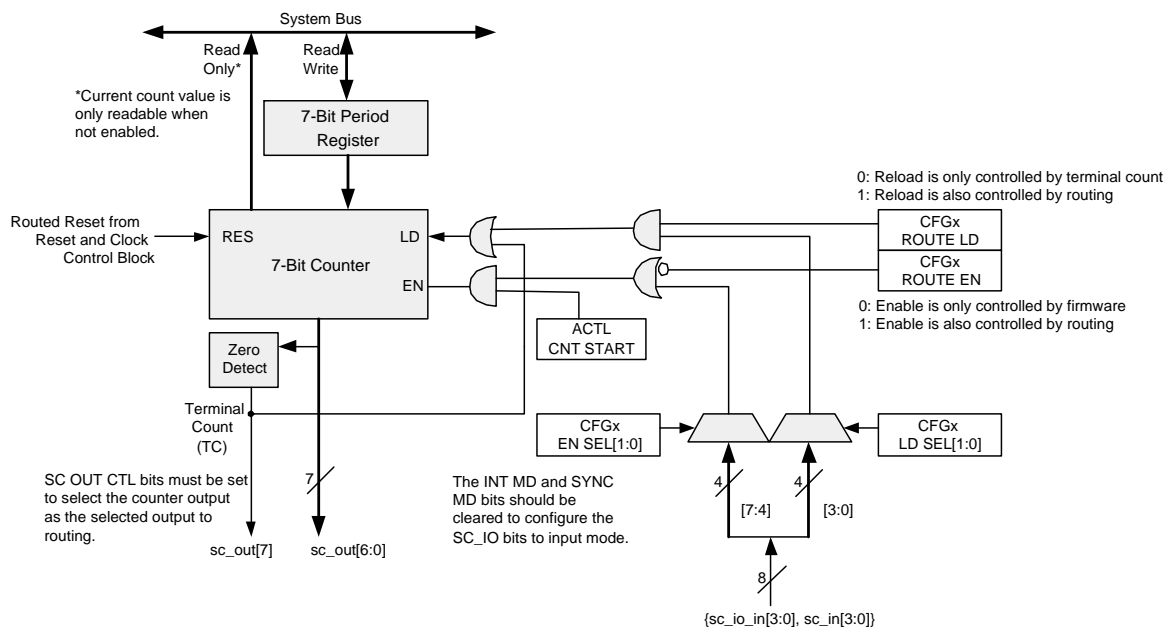 System Bus
Read
Only*
Read
Write
*Current count value is
only readable when
not enabled.
7-Bit Period
Register
0: Reload is only controlled by terminal count
1: Reload is also controlled by routing
Routed Reset from
Reset and Clock
Control Block
RES
LD
7-Bit Counter
EN
CFGx
ROUTE LD
CFGx
ROUTE EN
0: Enable is only controlled by firmware
1: Enable is also controlled by routing
ACTL
CNT START
Zero
Detect
Terminal
Count
(TC)
CFGx
EN SEL[1:0]
CFGx
LD SEL[1:0]
SC OUT CTL bits must be set
to select the counter output
as the selected output to
routing.
7
The INT MD and SYNC
MD bits should be
cleared to configure the
SC_IO bits to input mode.
4
4
[7:4]
[3:0]
sc_out[7]
sc_out[6:0]
8
{sc_io_in[3:0], sc_in[3:0]}